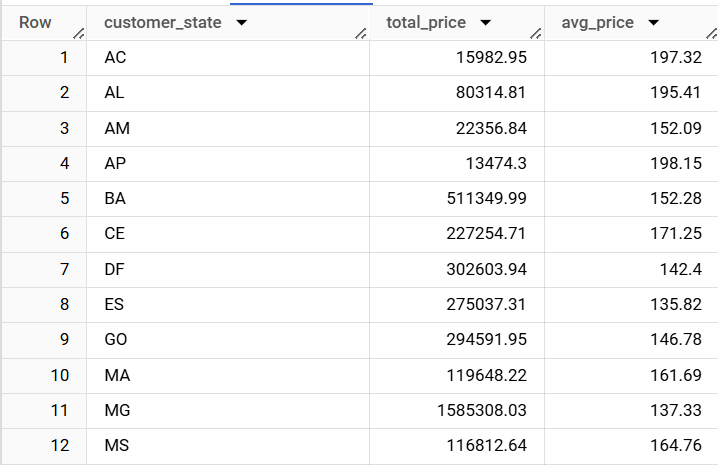 Row customer_state total_price avg_price
1 AC 15982.95 197.32
2 AL 80314.81 195.41
3 AM 22356.84 152.09
4 AP 13474.3 198.15
5 BA 511349.99 152.28
6 CE 227254.71 171.25
7 DF 302603.94 142.4
8 ES 275037.31 135.82
9 GO 294591.95 146.78
10 MA 119648.22 161.69
11 MG 1585308.03 137.33
12 MS 116812.64 164.76